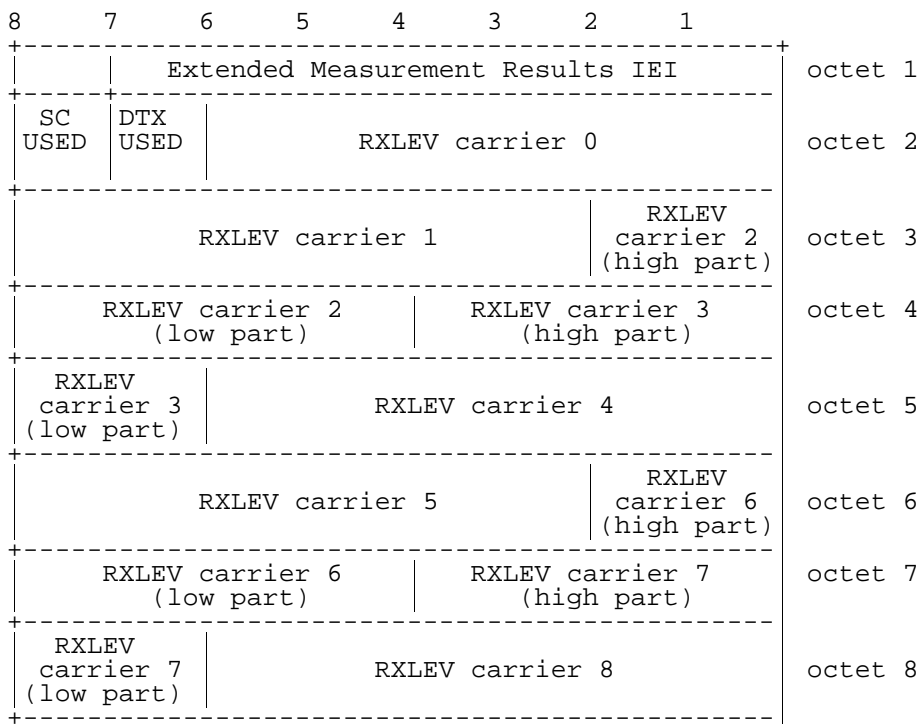 8 7 6 5 4 3 2 1
Extended Measurement Results IEI octet 1
SC DTX
USED USED RXLEV carrier 0 octet 2
RXLEV
RXLEV carrier 1 carrier 2 octet 3
(high part)
RXLEV carrier 2 RXLEV carrier 3 octet 4
(low part) (high part)
RXLEV
carrier 3 RXLEV carrier 4 octet 5
(low part)
RXLEV
RXLEV carrier 5 carrier 6 octet 6
(high part)
RXLEV carrier 6 RXLEV carrier 7 octet 7
(low part) (high part)
RXLEV
carrier 7 RXLEV carrier 8 octet 8
(low part)